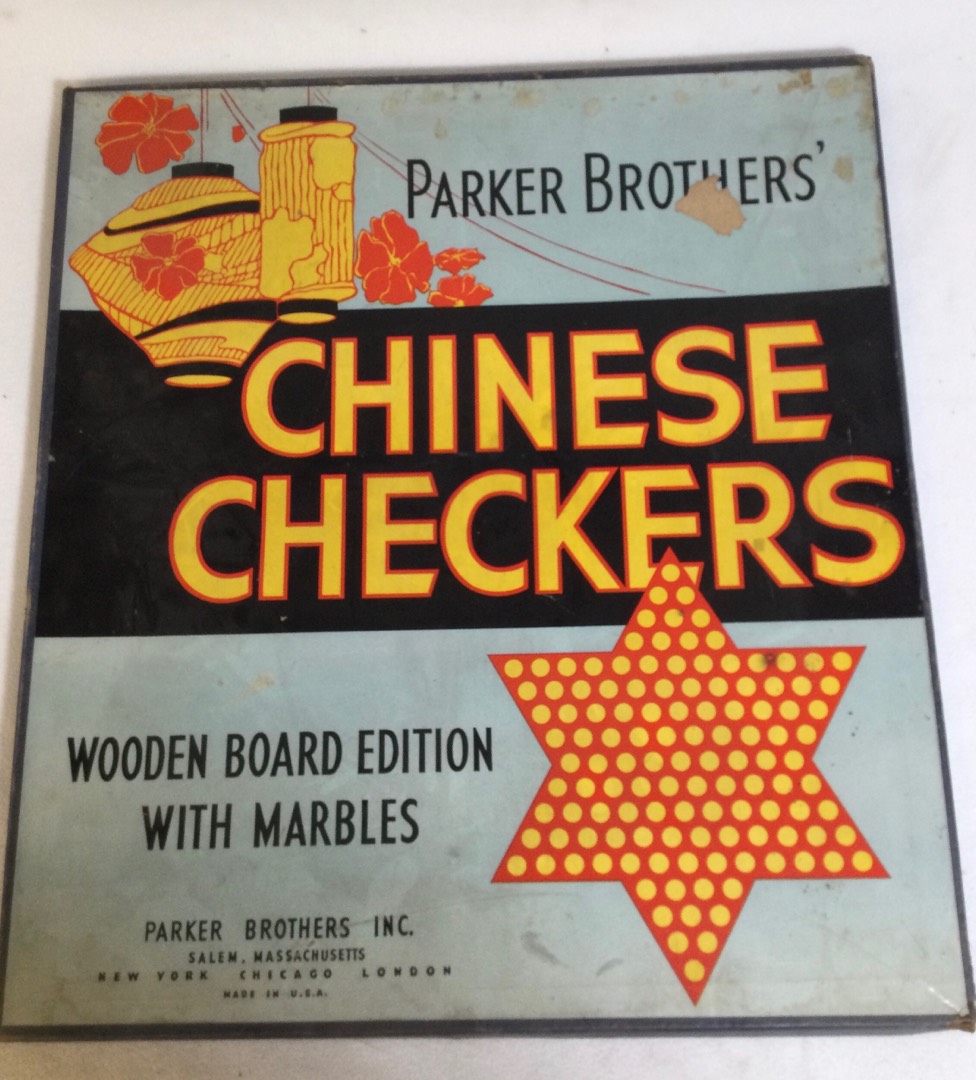 PARKER BROTHERS'
CHINESE
CHECKERS
WOODEN BOARD EDITION
WITH MARBLES
PARKER BROTHERS INC.
SALEM, MASSACHUSETTS
NEW YORK CHICAGO LONDON
MADE IN U.S.A.